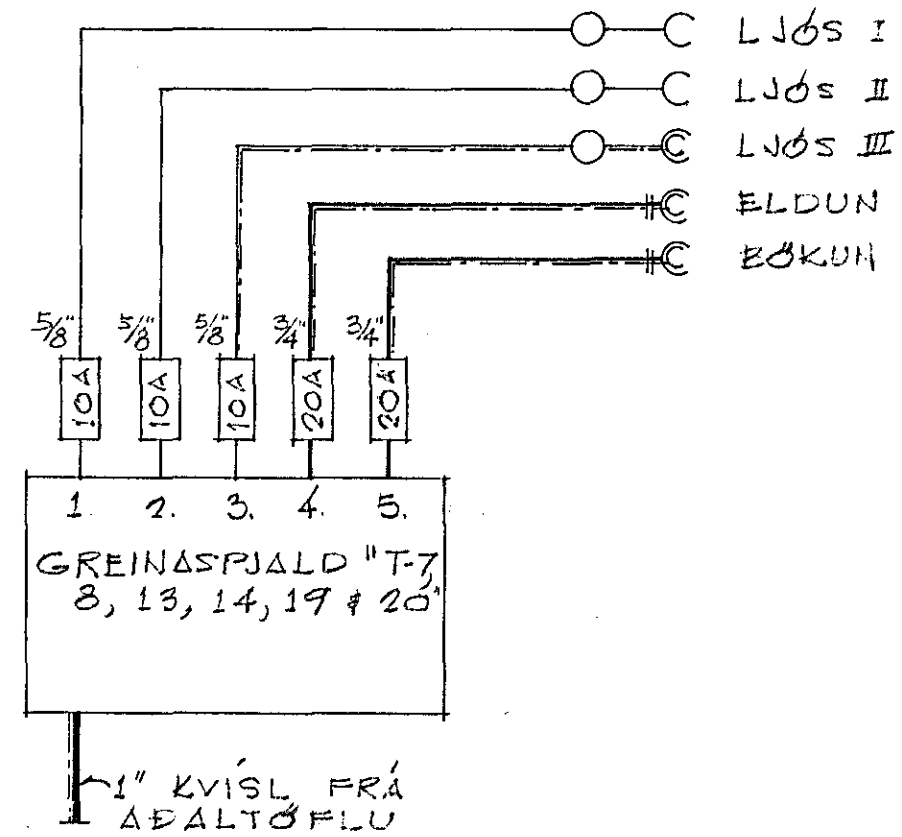 LJÓS I
LJÓS II
LJÓS III
ELDUN
BÖKUN
5/8" 5/8" 5/8" 3/4" 3/4"
10A 10A 10A 20A 20A
1. 2. 3. 4. 5.
GREINASPJALD "T-7,
8, 13, 14, 19 & 20"
1" KVÍSL FRÁ
AÐALTÖFLU